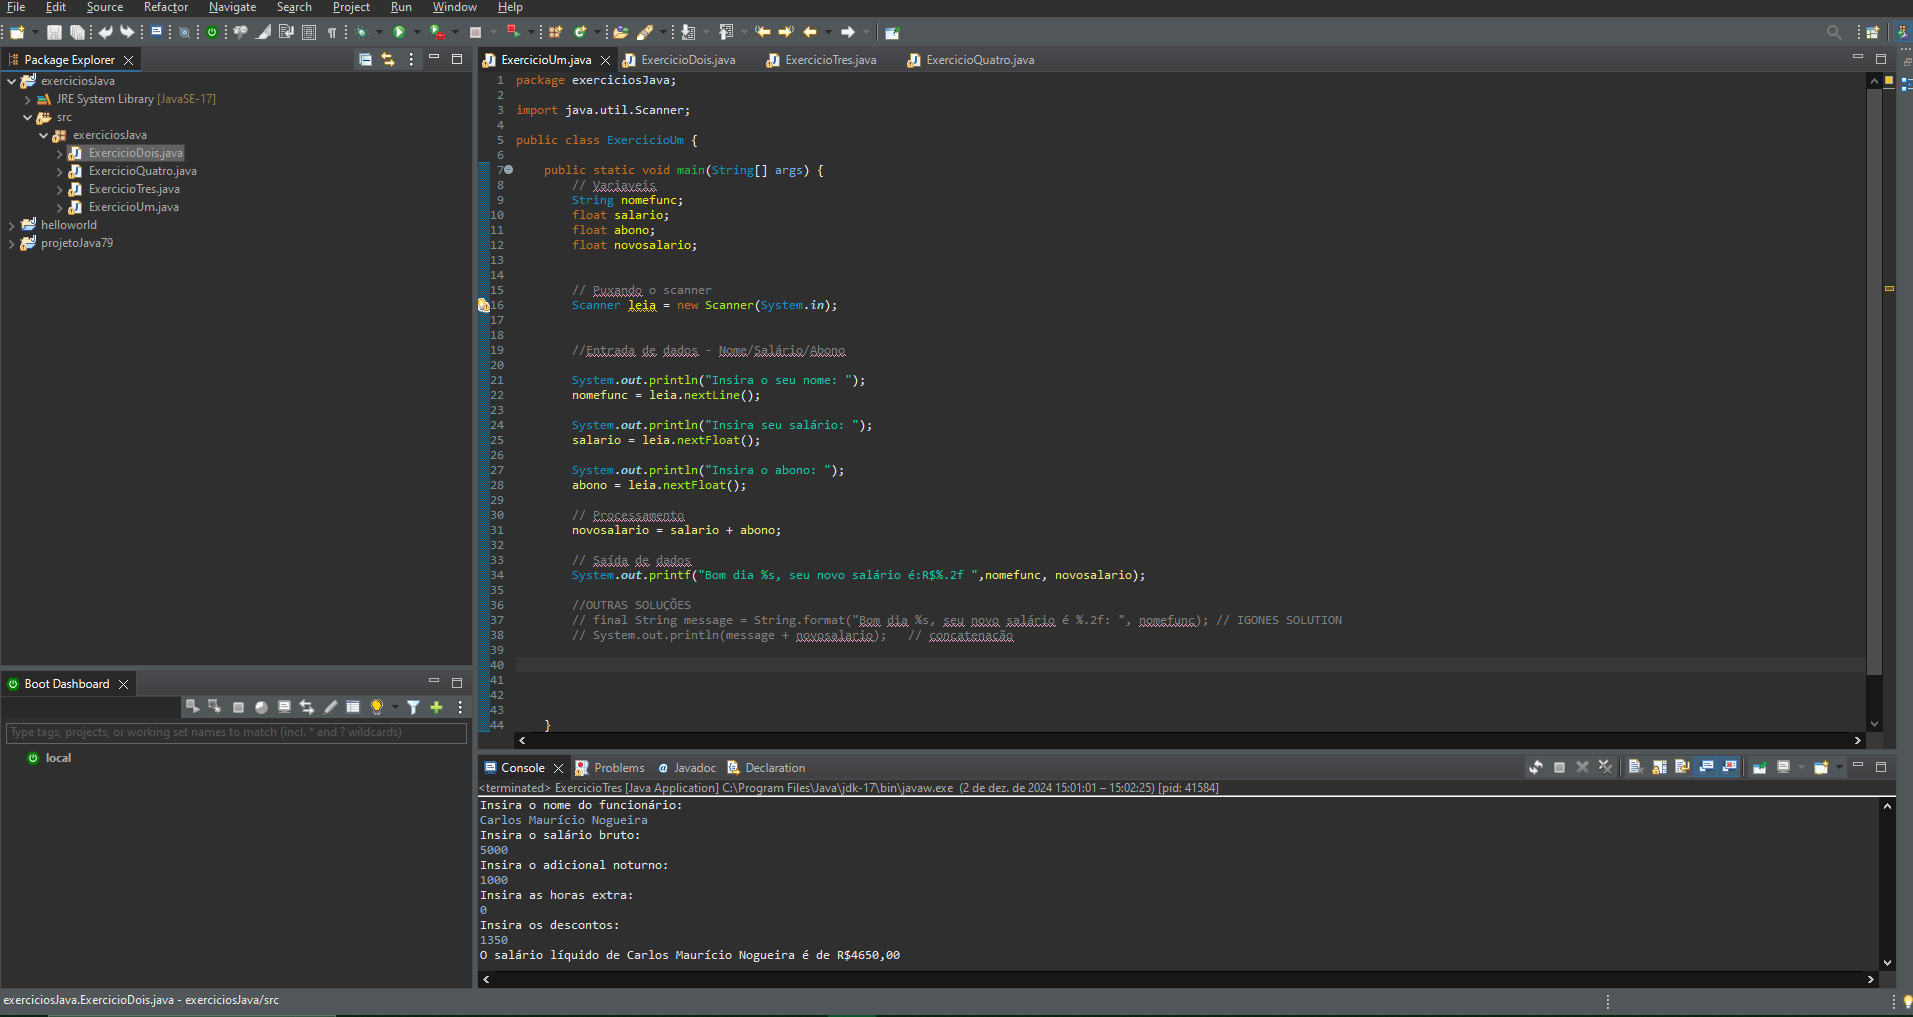 File Edit Source Refactor Navigate Search Project Run Window Help
Package Explorer
exerciciosJava
JRE System Library [JavaSE-17]
src
exerciciosJava
ExercicioDois.java
ExercicioQuatro.java
ExercicioTres.java
ExercicioUm.java
helloworld
projetoJava79
Boot Dashboard
Type tags, projects, or working set names to match (incl. * and ? wildcards)
local
ExercicioUm.java ExercicioDois.java ExercicioTres.java ExercicioQuatro.java
1 package exerciciosJava;
2
3 import java.util.Scanner;
4
5 public class ExercicioUm {
6
7 public static void main(String[] args) {
8 // Variaveis
9 String nomefunc;
10 float salario;
11 float abono;
12 float novosalario;
13
14
15 // Puxando o scanner
16 Scanner leia = new Scanner(System.in);
17
18
19 //Entrada de dados - Nome/Salário/Abono
20
21 System.out.println("Insira o seu nome: ");
22 nomefunc = leia.nextLine();
23
24 System.out.println("Insira seu salário: ");
25 salario = leia.nextFloat();
26
27 System.out.println("Insira o abono: ");
28 abono = leia.nextFloat();
29
30 // Processamento
31 novosalario = salario + abono;
32
33 // Saída de dados
34 System.out.printf("Bom dia %s, seu novo salário é:R$%.2f ",nomefunc, novosalario);
35
36 //OUTRAS SOLUÇÕES
37 // final String message = String.format("Bom dia %s, seu novo salário é %.2f: ", nomefunc); // IGONES SOLUTION
38 // System.out.println(message + novosalario); // concatenação
39
40
41
42
43
44 }
Console Problems Javadoc Declaration
<terminated> ExercicioTres [Java Application] C:\Program Files\Java\jdk-17\bin\javaw.exe (2 de dez. de 2024 15:01:01 – 15:02:25) [pid: 41584]
Insira o nome do funcionário:
Carlos Maurício Nogueira
Insira o salário bruto:
5000
Insira o adicional noturno:
1000
Insira as horas extra:
0
Insira os descontos:
1350
O salário líquido de Carlos Maurício Nogueira é de R$4650,00
exerciciosJava.ExercicioDois.java - exerciciosJava/src